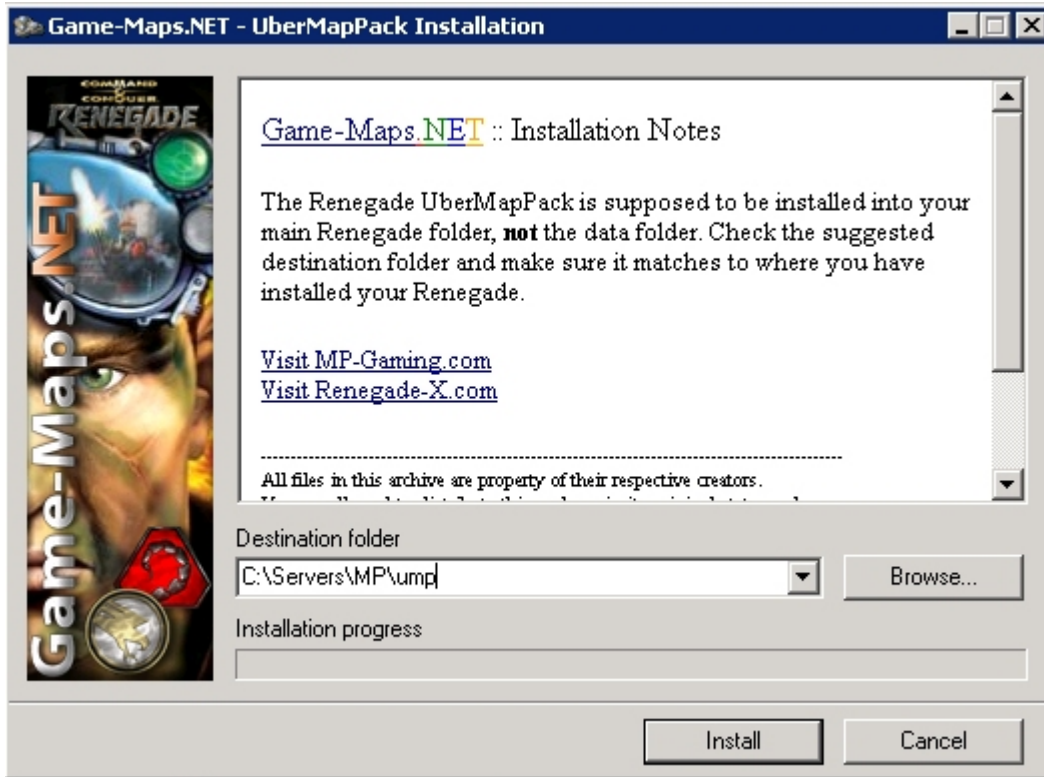 Game-Maps.NET - UberMapPack Installation
COMMAND
&
CONQUER
RENEGADE
Game-Maps.NET
Game-Maps.NET :: Installation Notes
The Renegade UberMapPack is supposed to be installed into your
main Renegade folder, not the data folder. Check the suggested
destination folder and make sure it matches to where you have
installed your Renegade.
Visit MP-Gaming.com
Visit Renegade-X.com
All files in this archive are property of their respective creators.
Destination folder
C:\Servers\MP\ump
Browse...
Installation progress
Install
Cancel